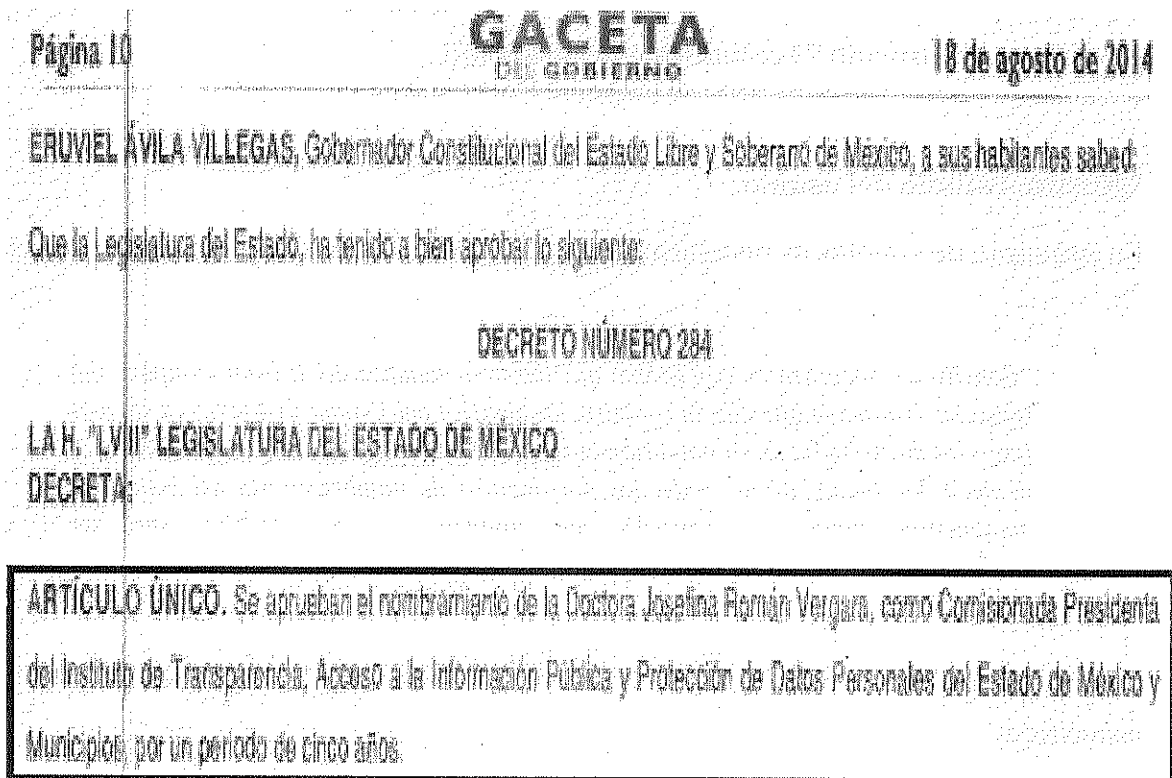 Página 10
GACETA
DEL GOBIERNO
18 de agosto de 2014
ERUVIEL ÁVILA VILLEGAS, Gobernador Constitucional del Estado Libre y Soberano de México, a sus habitantes sabed:
Que la Legislatura del Estado, ha tenido a bien aprobar lo siguiente:
DECRETO NÚMERO 284
LA H. "LVIII" LEGISLATURA DEL ESTADO DE MÉXICO
DECRETA:
ARTÍCULO ÚNICO. Se aprueban el nombramiento de la Doctora Josefina Román Vergara, como Comisionada Presidenta
del Instituto de Transparencia, Acceso a la Información Pública y Protección de Datos Personales del Estado de México y
Municipios, por un periodo de cinco años.